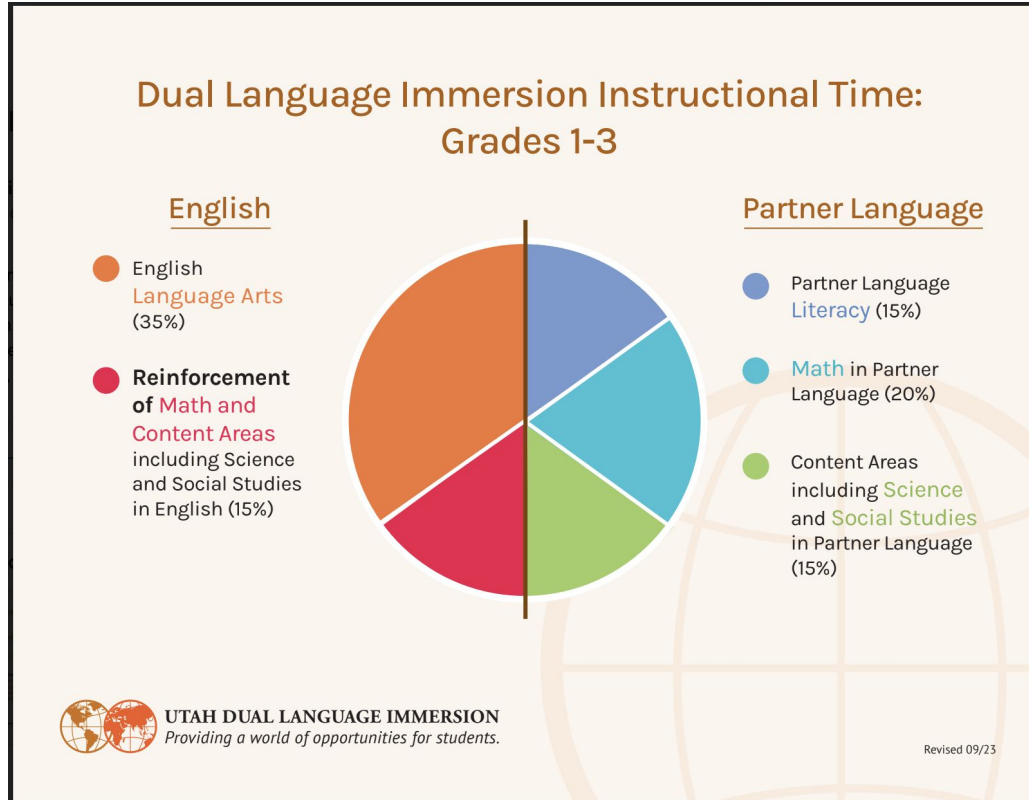 Dual Language Immersion Instructional Time:
Grades 1-3
English
English
Language Arts
(35%)
Reinforcement
of Math and
Content Areas
including Science
and Social Studies
in English (15%)
Partner Language
Partner Language
Literacy (15%)
Math in Partner
Language (20%)
Content Areas
including Science
and Social Studies
in Partner Language
(15%)
UTAH DUAL LANGUAGE IMMERSION
Providing a world of opportunities for students.
Revised 09/23